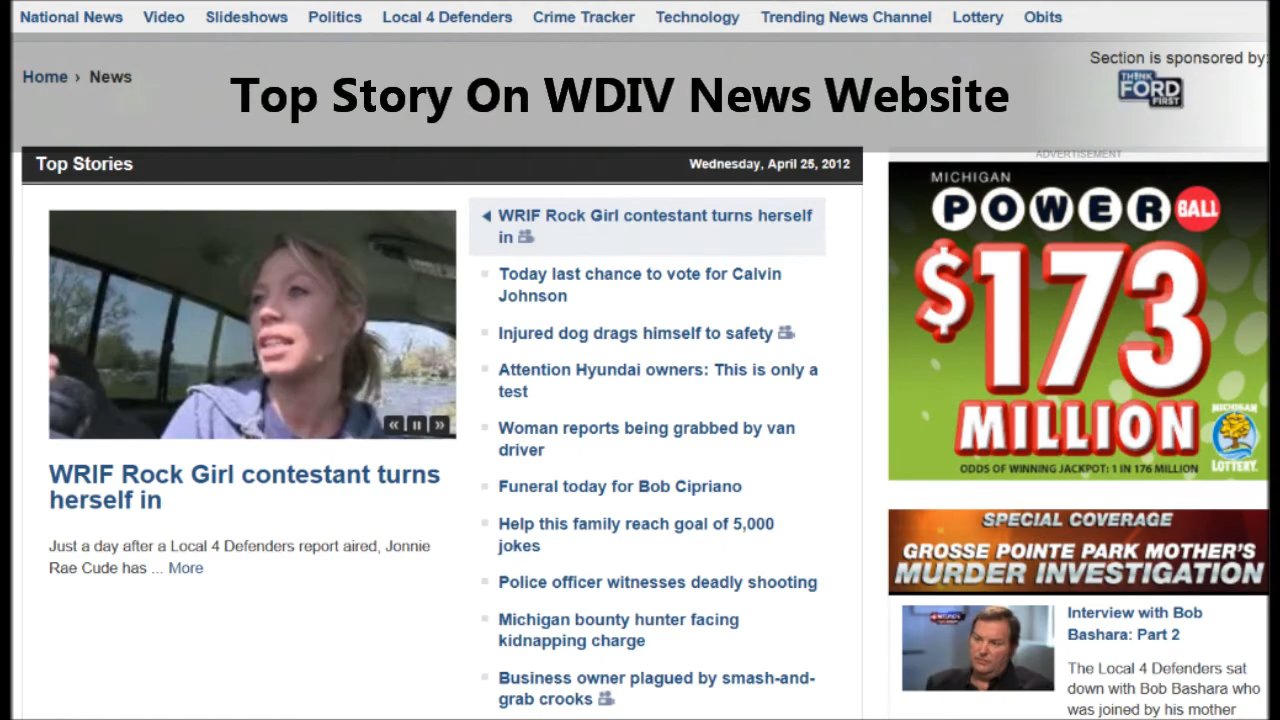 National News Video Slideshows Politics Local 4 Defenders Crime Tracker Technology Trending News Channel Lottery Obits
Section is sponsored by:
Home › News
Top Story On WDIV News Website
THINK
FORD
FIRST
Top Stories
Wednesday, April 25, 2012
WRIF Rock Girl contestant turns
herself in
Just a day after a Local 4 Defenders report aired, Jonnie
Rae Cude has ... More
WRIF Rock Girl contestant turns herself
in
Today last chance to vote for Calvin
Johnson
Injured dog drags himself to safety
Attention Hyundai owners: This is only a
test
Woman reports being grabbed by van
driver
Funeral today for Bob Cipriano
Help this family reach goal of 5,000
jokes
Police officer witnesses deadly shooting
Michigan bounty hunter facing
kidnapping charge
Business owner plagued by smash-and-
grab crooks
ADVERTISEMENT
MICHIGAN
POWER BALL
$173
MILLION
MICHIGAN
LOTTERY.
ODDS OF WINNING JACKPOT: 1 IN 176 MILLION
SPECIAL COVERAGE
GROSSE POINTE PARK MOTHER'S
MURDER INVESTIGATION
Interview with Bob
Bashara: Part 2
The Local 4 Defenders sat
down with Bob Bashara who
was joined by his mother